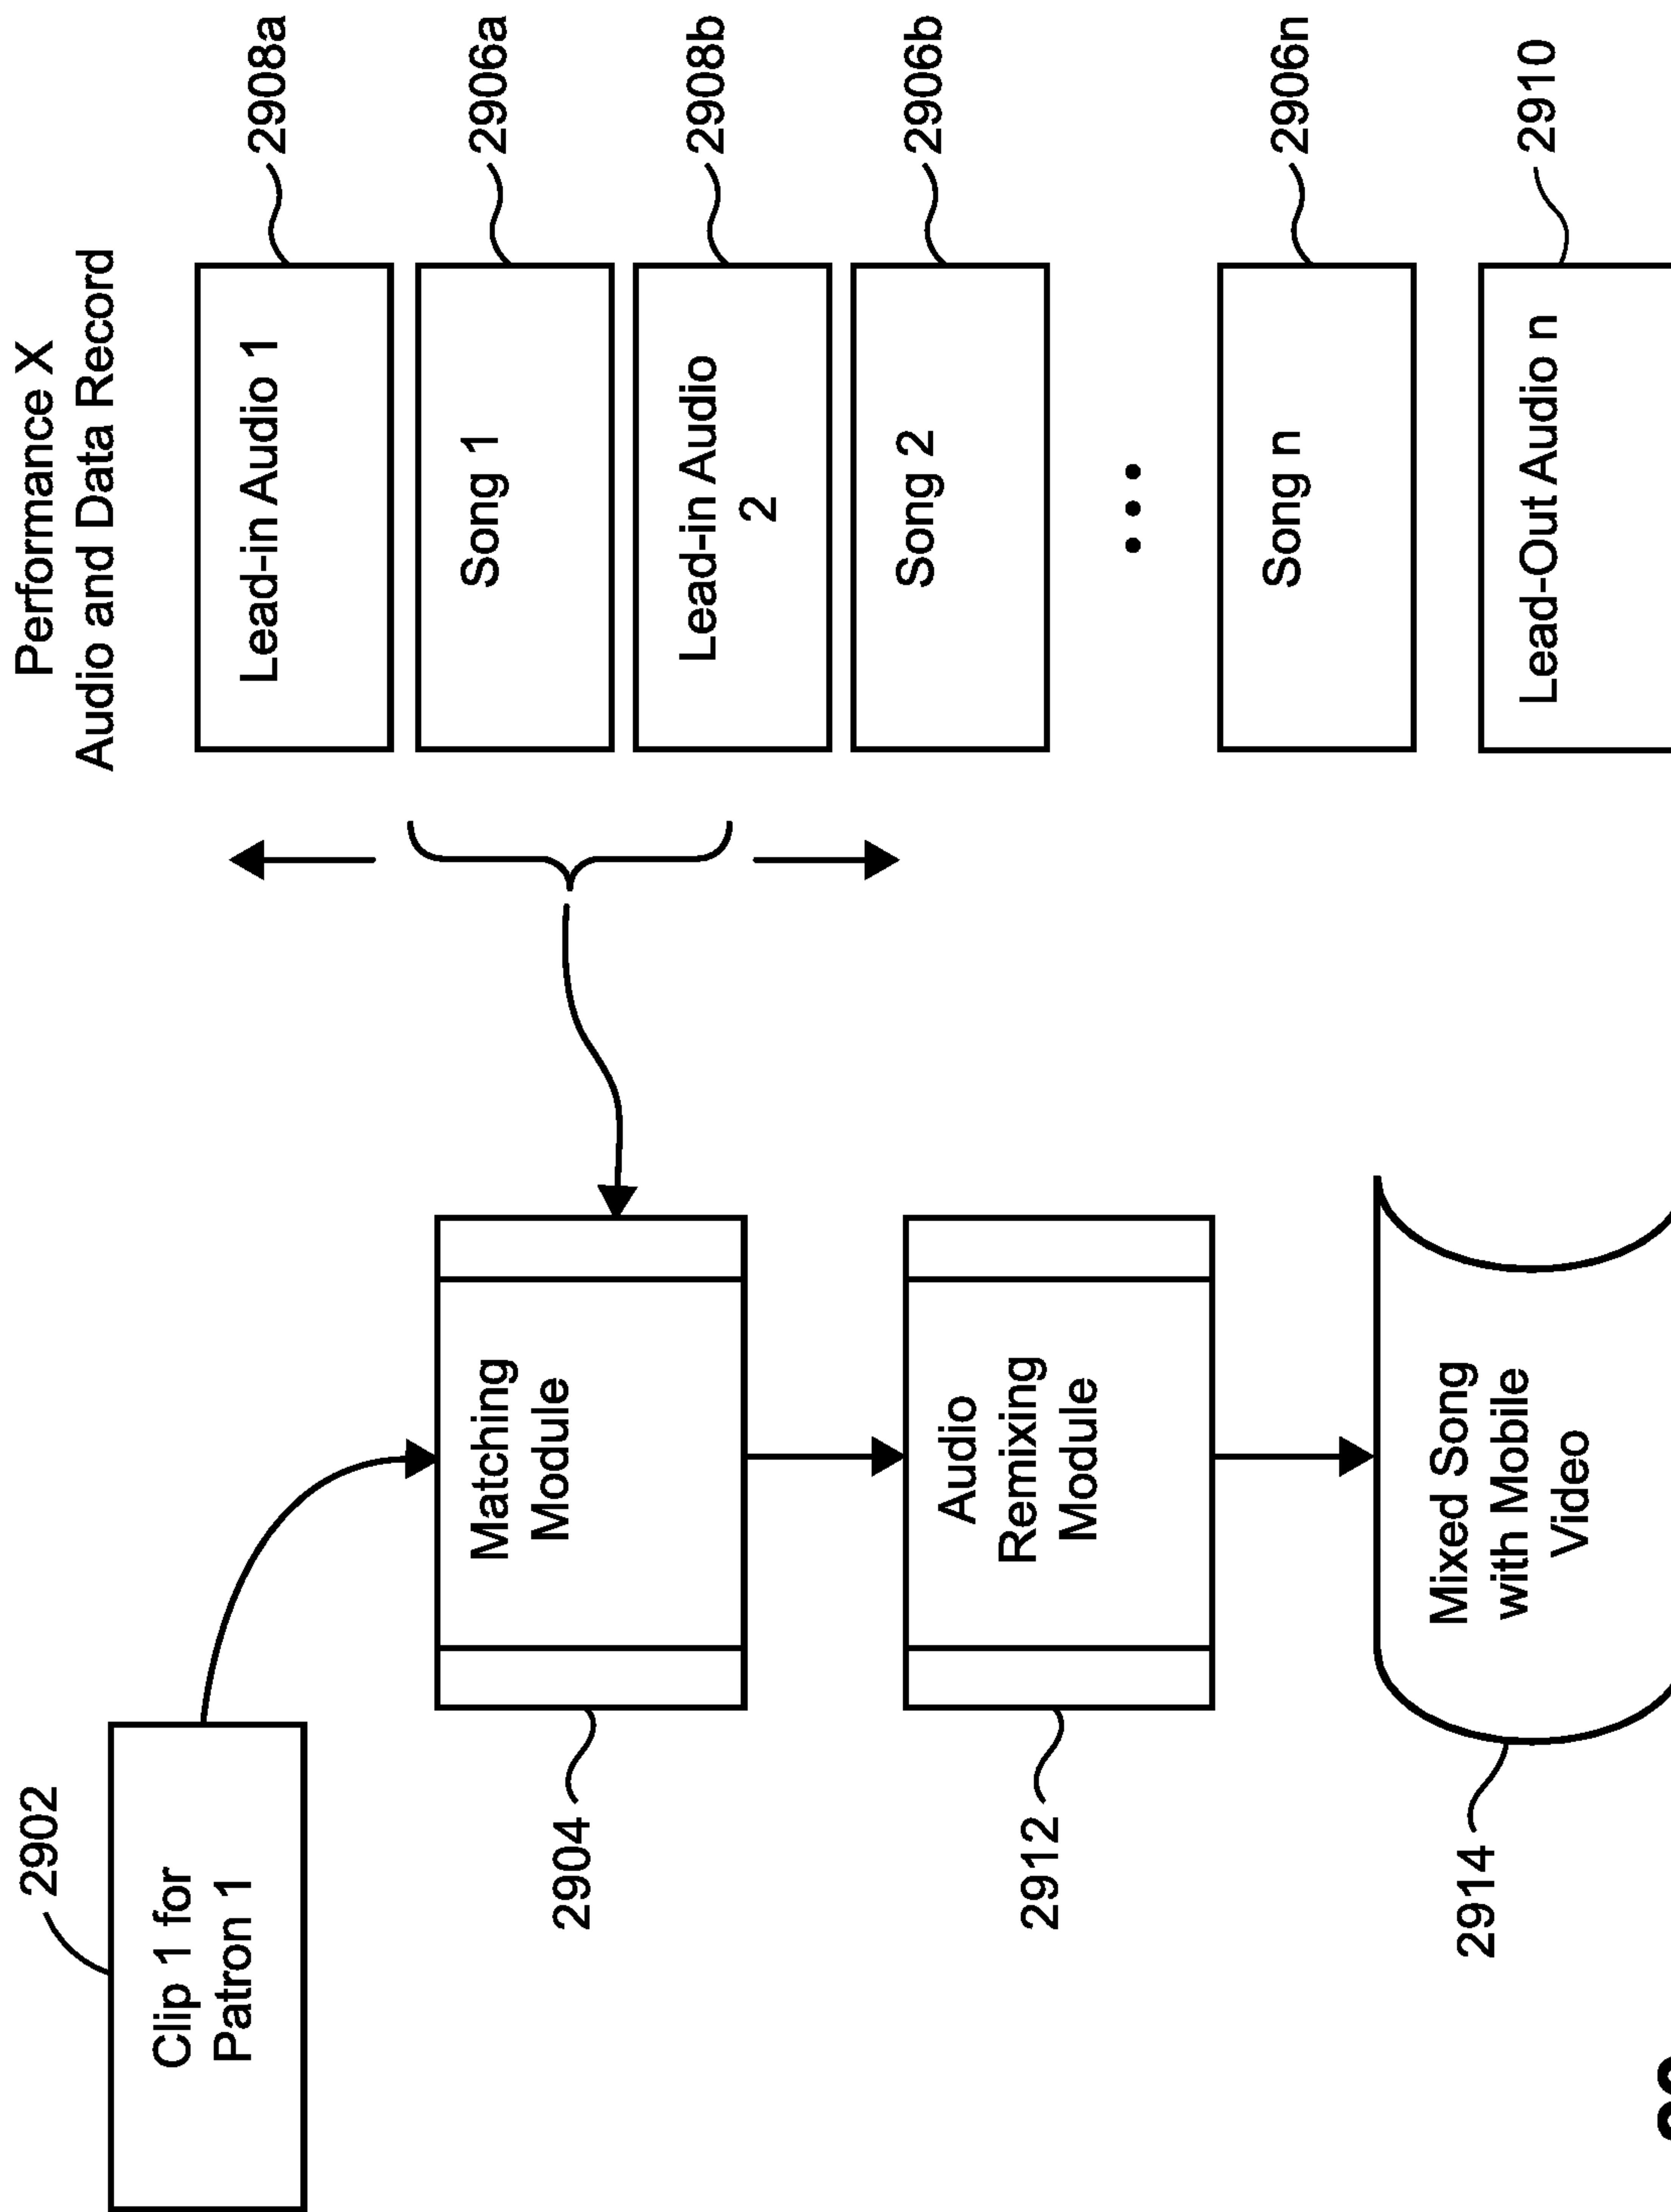 Performance X
Audio and Data Record
2902
Clip 1 for
Patron 1
Lead-in Audio 1
2908a
Song 1
2906a
Matching
Module
2904
Lead-in Audio
2
2908b
Song 2
2906b
Audio
Remixing
Module
2912
Song n
2906n
Mixed Song
with Mobile
Video
2914
Lead-Out Audio n
2910